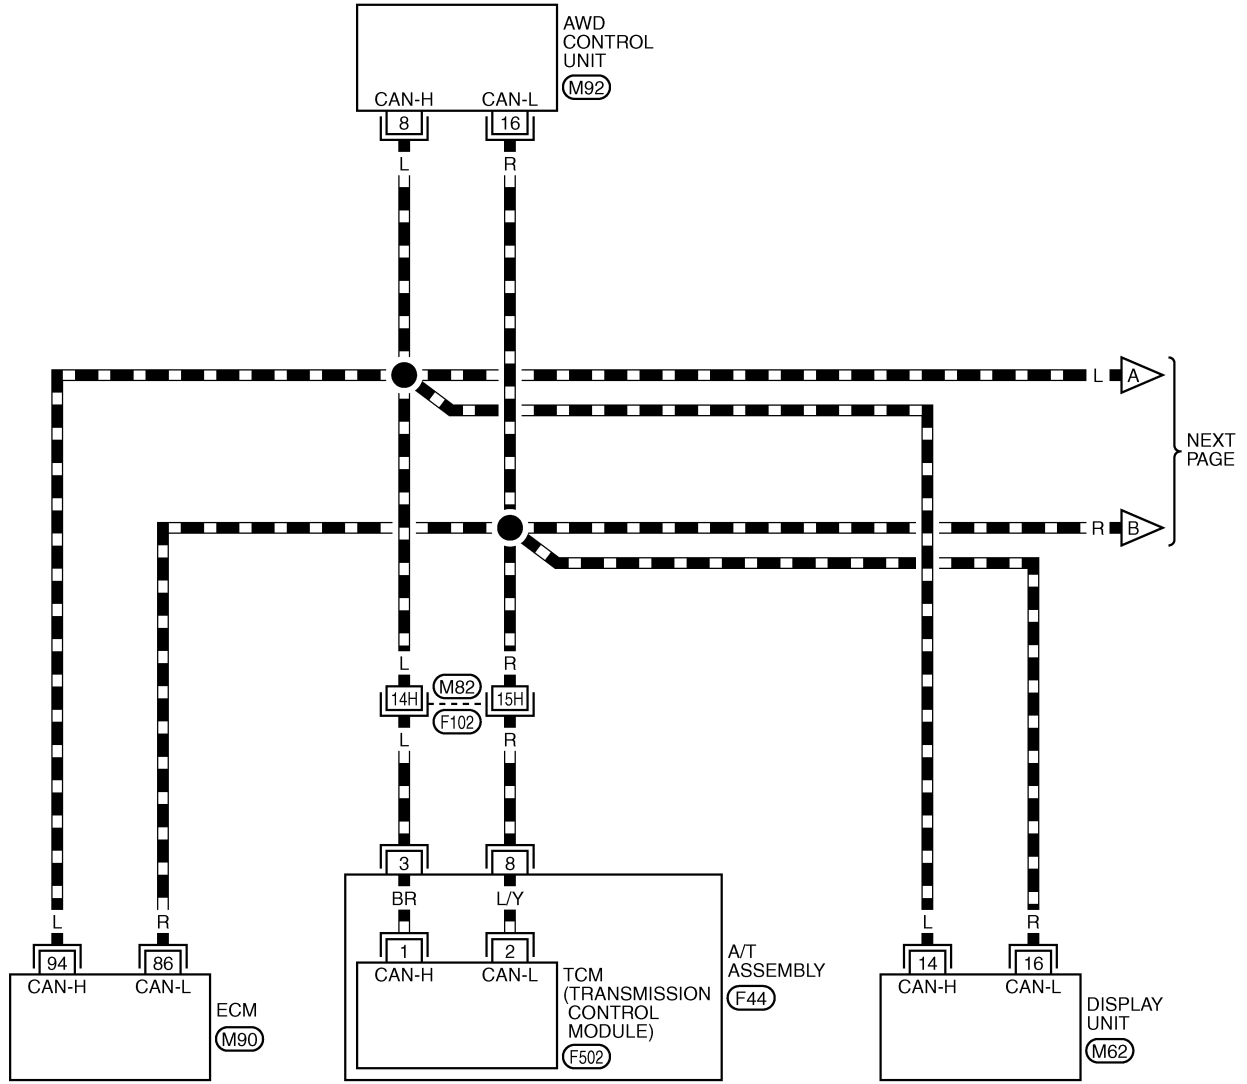 AWD
CONTROL
UNIT
M92
CAN-H CAN-L
8 16
L R
L A
NEXT
PAGE
R B
L R
14H M82 15H
F102
L R
3 8
BR L/Y
L R L R
94 86 1 2 14 16
CAN-H CAN-L
ECM
M90
CAN-H CAN-L
TCM
(TRANSMISSION
CONTROL
MODULE)
F502
A/T
ASSEMBLY
F44
CAN-H CAN-L
DISPLAY
UNIT
M62